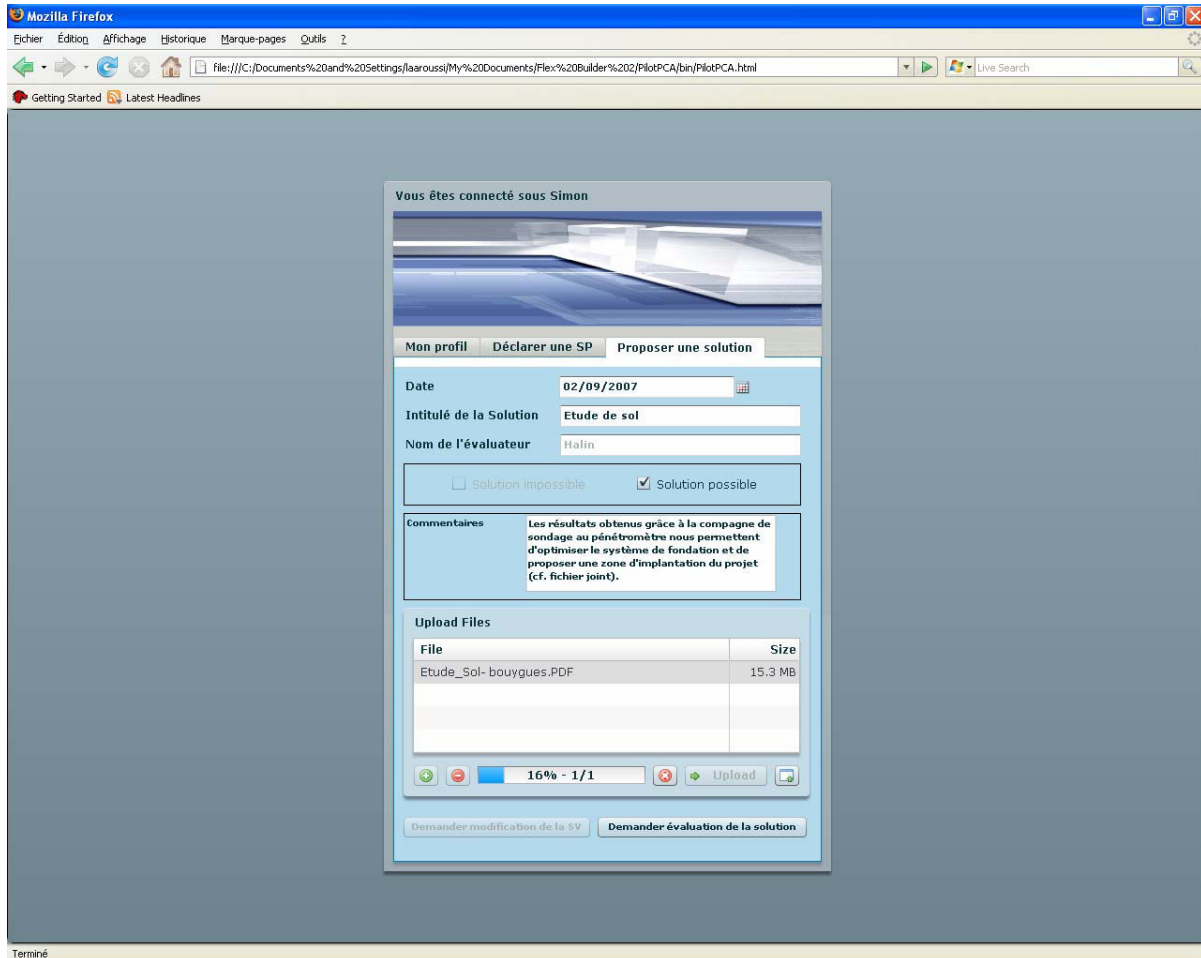 Mozilla Firefox
Fichier Édition Affichage Historique Marque-pages Outils ?
file:///C:/Documents%20and%20Settings/laaroussi/My%20Documents/Flex%20Builder%202/PilotPCA/bin/PilotPCA.html Live Search
Getting Started Latest Headlines
Vous êtes connecté sous Simon
Mon profil Déclarer une SP Proposer une solution
Date 02/09/2007
Intitulé de la Solution Etude de sol
Nom de l'évaluateur Halin
Solution impossible Solution possible
Commentaires Les résultats obtenus grâce à la compagne de
sondage au pénétromètre nous permettent
d'optimiser le système de fondation et de
proposer une zone d'implantation du projet
(cf. fichier joint).
Upload Files
File Size
Etude_Sol- bouygues.PDF 15.3 MB
16% - 1/1 Upload
Demander modification de la SV Demander évaluation de la solution
Terminé